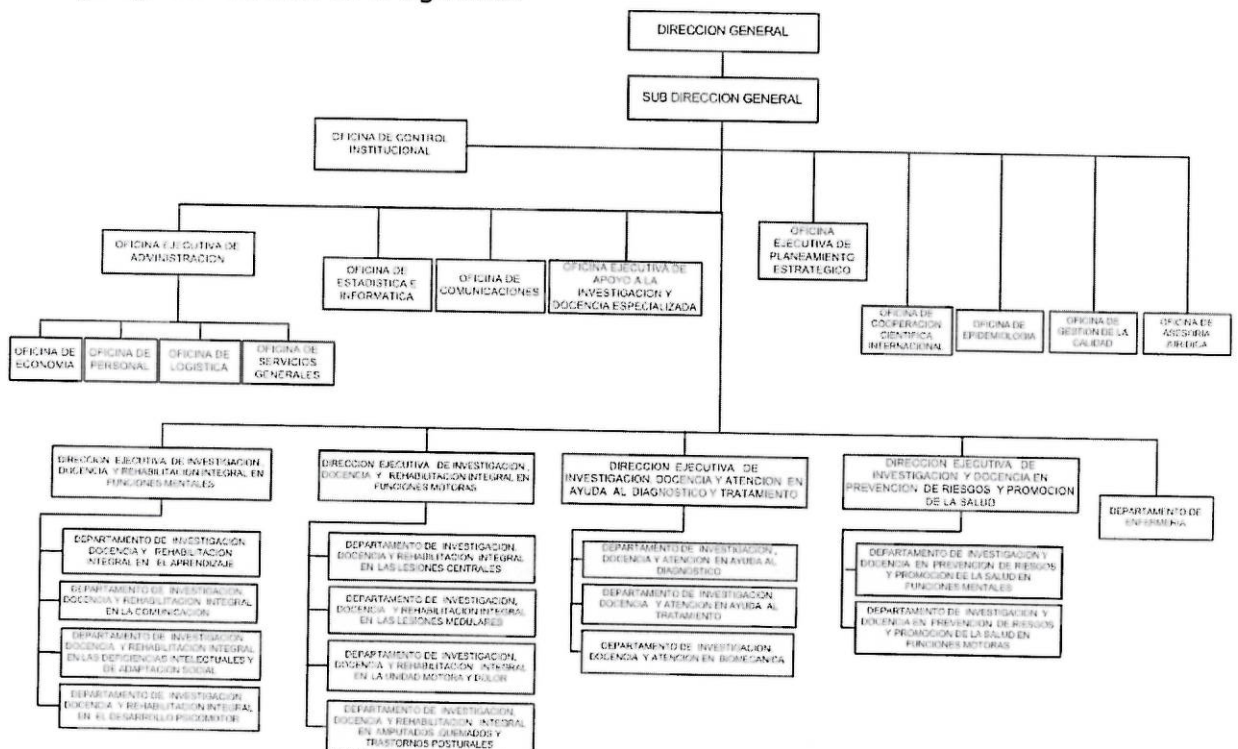 DIRECCION GENERAL
SUB DIRECCION GENERAL
OFICINA DE CONTROL
INSTITUCIONAL
OFICINA EJECUTIVA DE
ADMINISTRACION
OFICINA DE
ESTADISTICA E
INFORMATICA
OFICINA DE
COMUNICACIONES
OFICINA EJECUTIVA DE
APOYO A LA
INVESTIGACION Y
DOCENCIA ESPECIALIZADA
OFICINA
EJECUTIVA DE
PLANEAMIENTO
ESTRATEGICO
OFICINA DE
COOPERACION
CIENTIFICA
INTERNACIONAL
OFICINA DE
EPIDEMIOLOGIA
OFICINA DE
GESTION DE LA
CALIDAD
OFICINA DE
ASESORIA
JURIDICA
OFICINA DE
ECONOMIA
OFICINA DE
PERSONAL
OFICINA DE
LOGISTICA
OFICINA DE
SERVICIOS
GENERALES
DIRECCION EJECUTIVA DE INVESTIGACION,
DOCENCIA Y REHABILITACION INTEGRAL EN
FUNCIONES MENTALES
DEPARTAMENTO DE INVESTIGACION
DOCENCIA Y REHABILITACION
INTEGRAL EN EL APRENDIZAJE
DEPARTAMENTO DE INVESTIGACION,
DOCENCIA Y REHABILITACION INTEGRAL
EN LA COMUNICACION
DEPARTAMENTO DE INVESTIGACION
DOCENCIA Y REHABILITACION INTEGRAL
EN LAS DEFICIENCIAS INTELECTUALES Y
DE ADAPTACION SOCIAL
DEPARTAMENTO DE INVESTIGACION,
DOCENCIA Y REHABILITACION INTEGRAL
EN EL DESARROLLO PSICOMOTOR
DIRECCION EJECUTIVA DE INVESTIGACION,
DOCENCIA Y REHABILITACION INTEGRAL EN
FUNCIONES MOTORAS
DEPARTAMENTO DE INVESTIGACION,
DOCENCIA Y REHABILITACION INTEGRAL
EN LAS LESIONES CENTRALES
DEPARTAMENTO DE INVESTIGACION,
DOCENCIA Y REHABILITACION INTEGRAL
EN LAS LESIONES MEDULARES
DEPARTAMENTO DE INVESTIGACION,
DOCENCIA Y REHABILITACION INTEGRAL
EN LA UNIDAD MOTORA Y DOLOR
DEPARTAMENTO DE INVESTIGACION,
DOCENCIA Y REHABILITACION INTEGRAL
EN AMPUTADOS, QUEMADOS Y
TRASTORNOS POSTURALES
DIRECCION EJECUTIVA DE
INVESTIGACION, DOCENCIA Y ATENCION EN
AYUDA AL DIAGNOSTICO Y TRATAMIENTO
DEPARTAMENTO DE INVESTIGACION,
DOCENCIA Y ATENCION EN AYUDA AL
DIAGNOSTICO
DEPARTAMENTO DE INVESTIGACION
DOCENCIA Y ATENCION EN AYUDA AL
TRATAMIENTO
DEPARTAMENTO DE INVESTIGACION,
DOCENCIA Y ATENCION EN BIOMECANICA
DIRECCION EJECUTIVA DE
INVESTIGACION Y DOCENCIA EN
PREVENCION DE RIESGOS Y PROMOCION
DE LA SALUD
DEPARTAMENTO DE INVESTIGACION Y
DOCENCIA EN PREVENCION DE RIESGOS
Y PROMOCION DE LA SALUD EN
FUNCIONES MENTALES
DEPARTAMENTO DE INVESTIGACION Y
DOCENCIA EN PREVENCION DE RIESGOS
Y PROMOCION DE LA SALUD EN
FUNCIONES MOTORAS
DEPARTAMENTO DE
ENFERMERIA